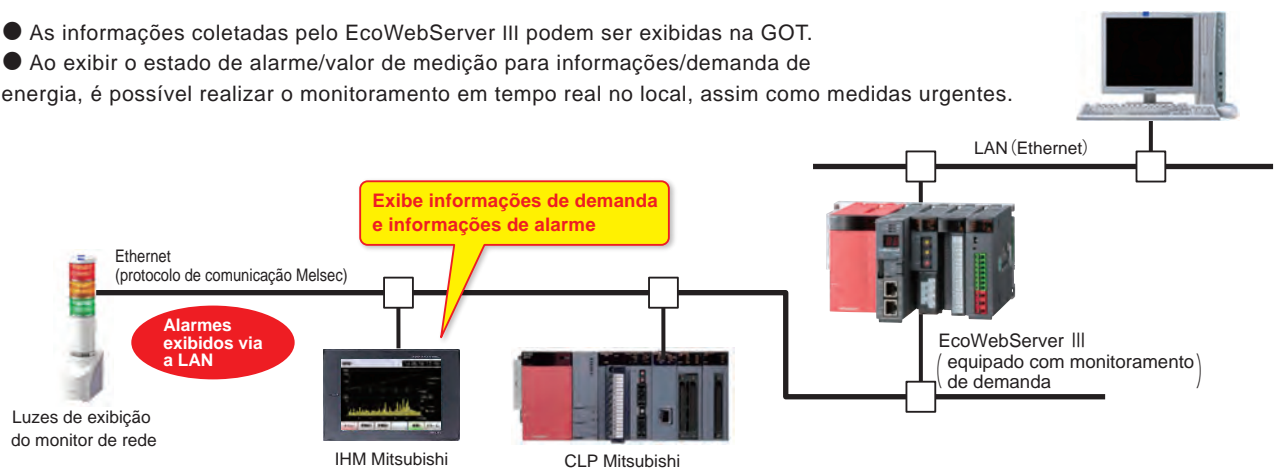 ● As informações coletadas pelo EcoWebServer III podem ser exibidas na GOT.
● Ao exibir o estado de alarme/valor de medição para informações/demanda de
energia, é possível realizar o monitoramento em tempo real no local, assim como medidas urgentes.
LAN (Ethernet)
Exibe informações de demanda
e informações de alarme
Ethernet
(protocolo de comunicação Melsec)
Alarmes
exibidos via
a LAN
EcoWebServer III
(equipado com monitoramento
de demanda)
Luzes de exibição
do monitor de rede
IHM Mitsubishi
CLP Mitsubishi